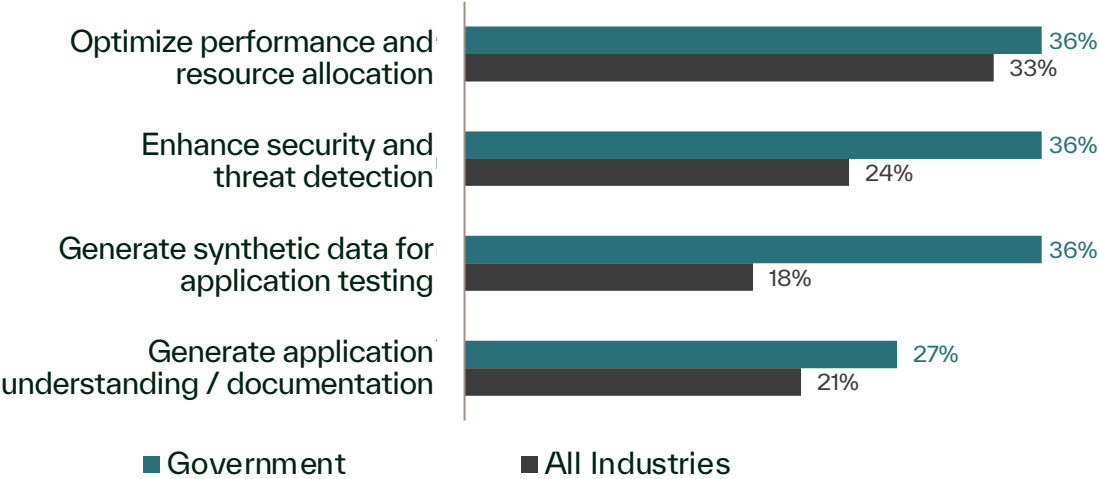 Optimize performance and
resource allocation
36%
33%
Enhance security and
threat detection
36%
24%
Generate synthetic data for
application testing
36%
18%
Generate application
understanding / documentation
27%
21%
Government
All Industries